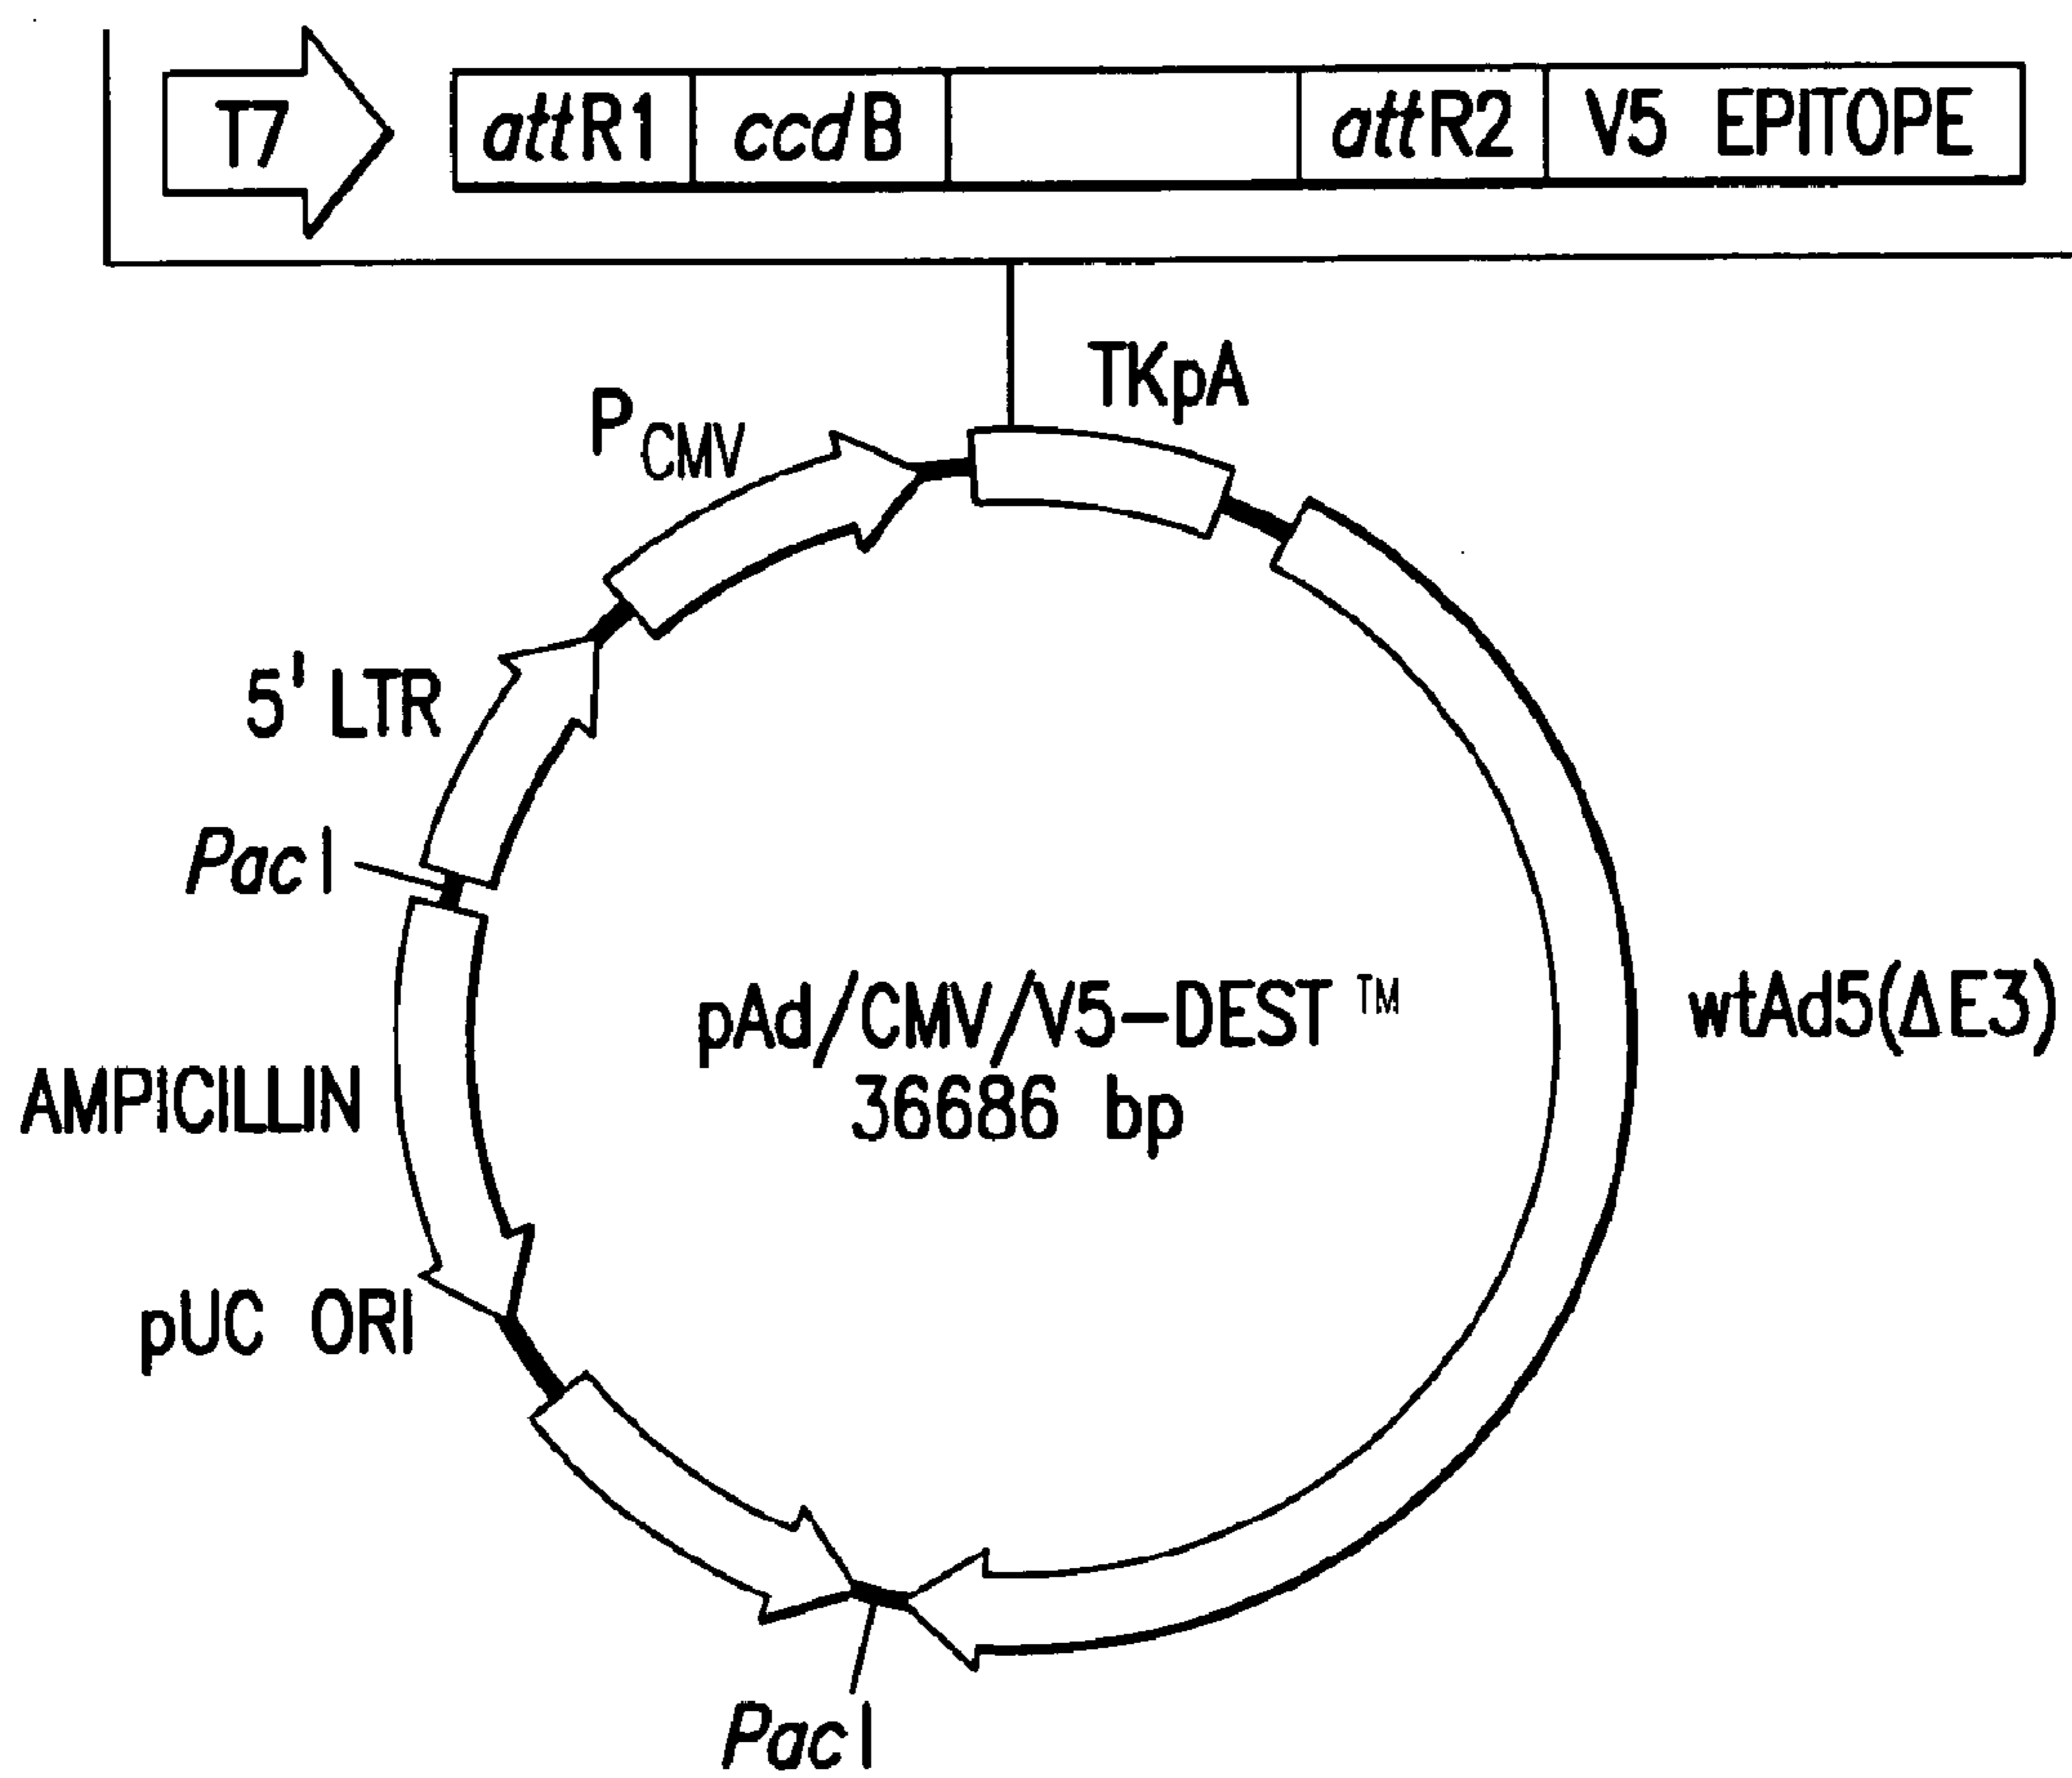 T7
attR1
ccdB
attR2
V5 EPITOPE
TKpA
PCMV
5' LTR
PacI
pAd/CMV/V5-DEST™
36686 bp
wtAd5(ΔE3)
AMPICILLIN
pUC ORI
PacI